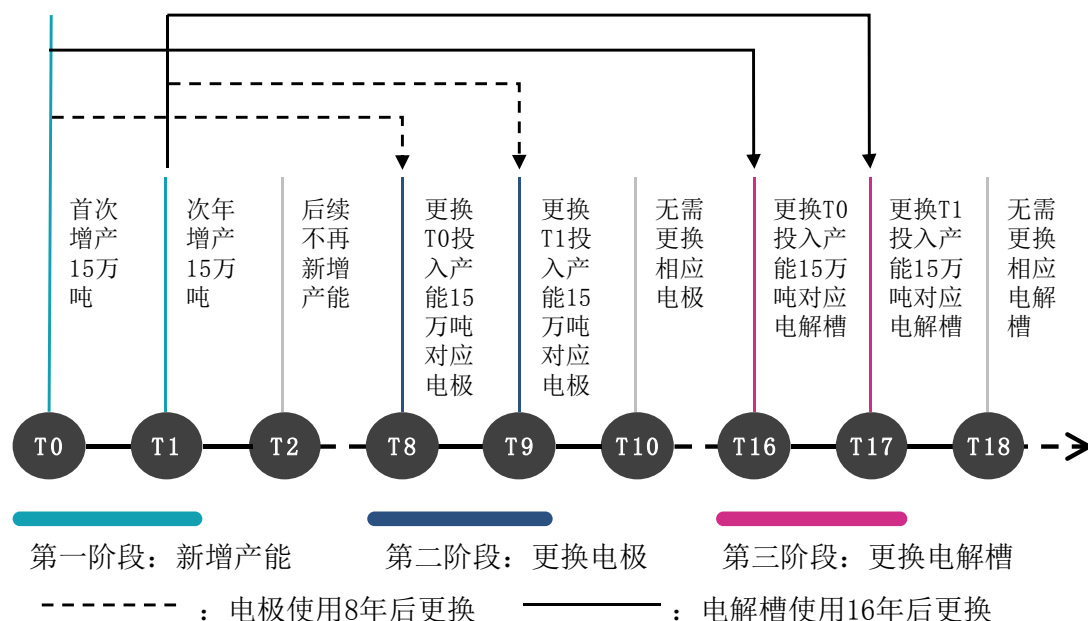 首次
增产
15万
吨
次年
增产
15万
吨
后续
不再
新增
产能
更换
T0投
入产
能15
万吨
对应
电极
更换
T1投
入产
能15
万吨
对应
电极
无需
更换
相应
电极
更换T0
投入产
能15万
吨对应
电解槽
更换T1
投入产
能15万
吨对应
电解槽
无需
更换
相应
电解
槽
T0
T1
T2
T8
T9
T10
T16
T17
T18
第一阶段：新增产能
第二阶段：更换电极
第三阶段：更换电解槽
：电极使用8年后更换
：电解槽使用16年后更换